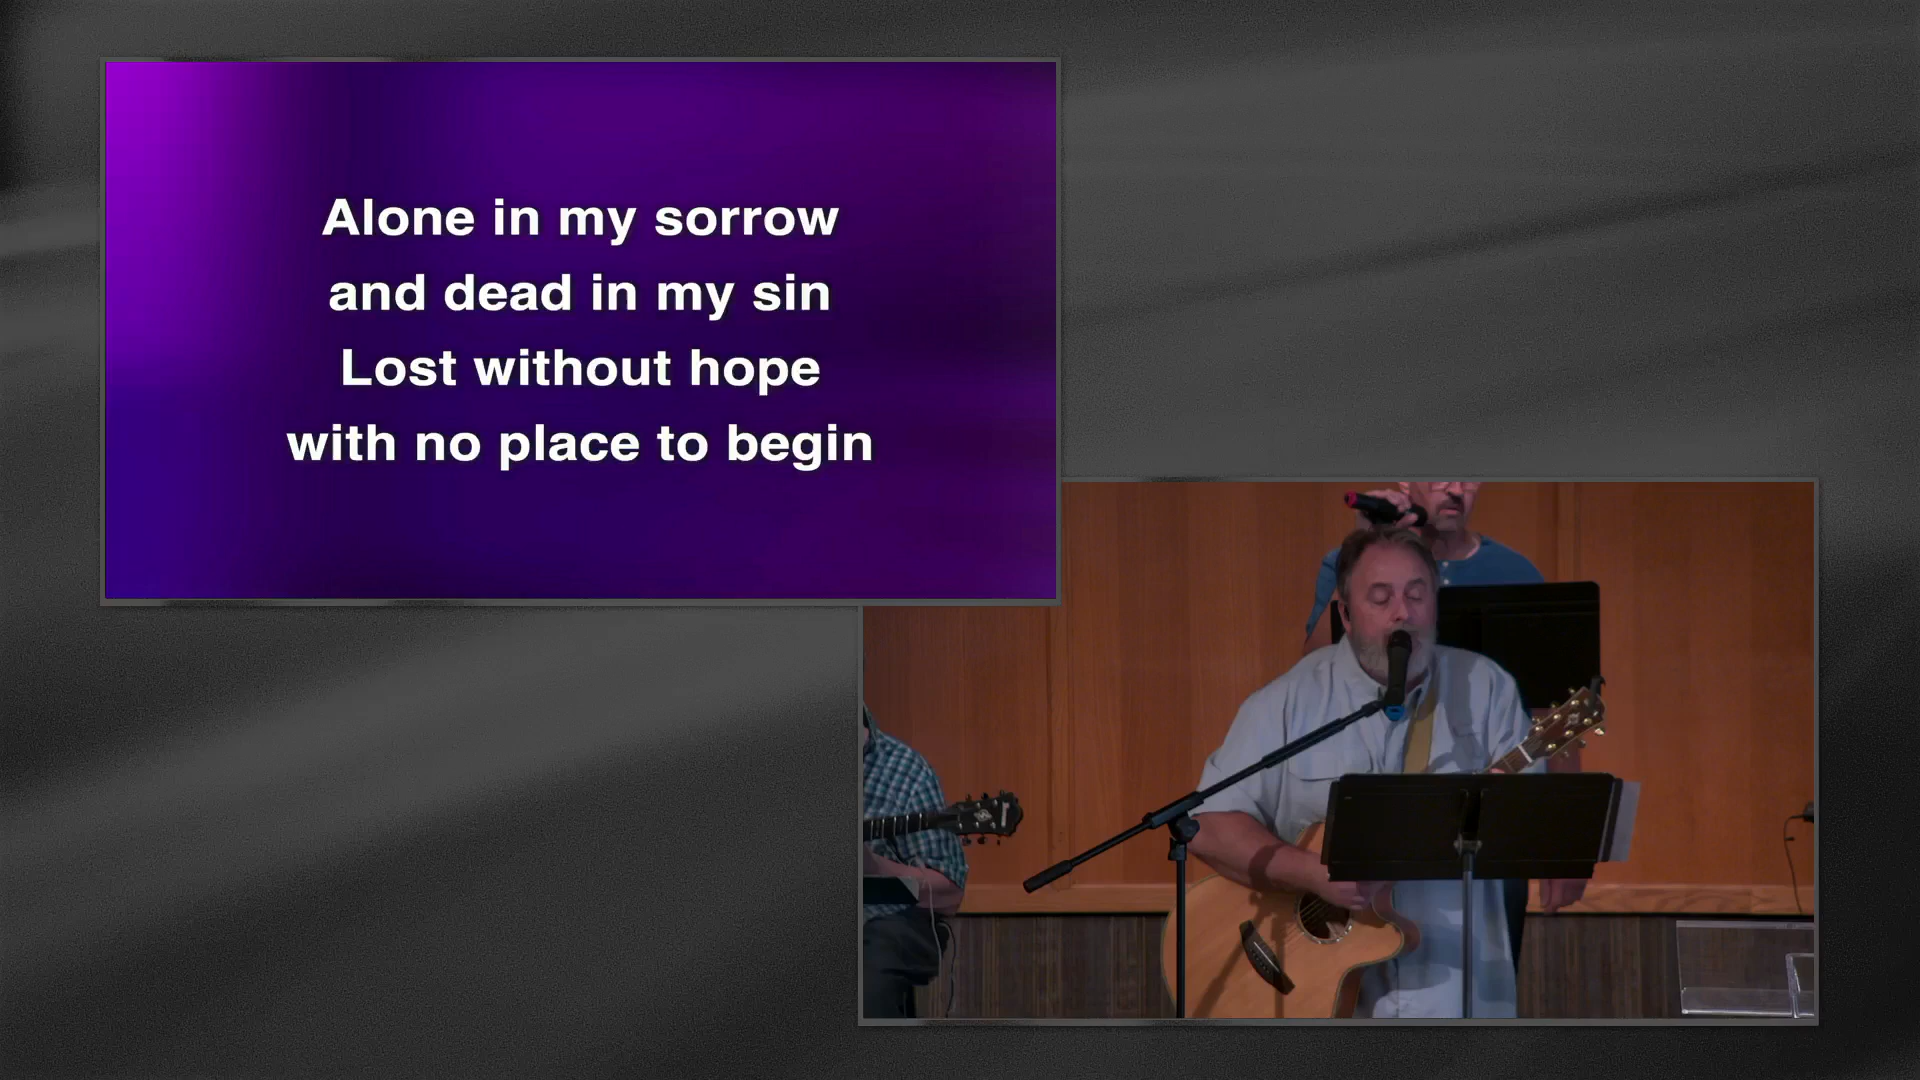 Alone in my sorrow
and dead in my sin
Lost without hope
with no place to begin